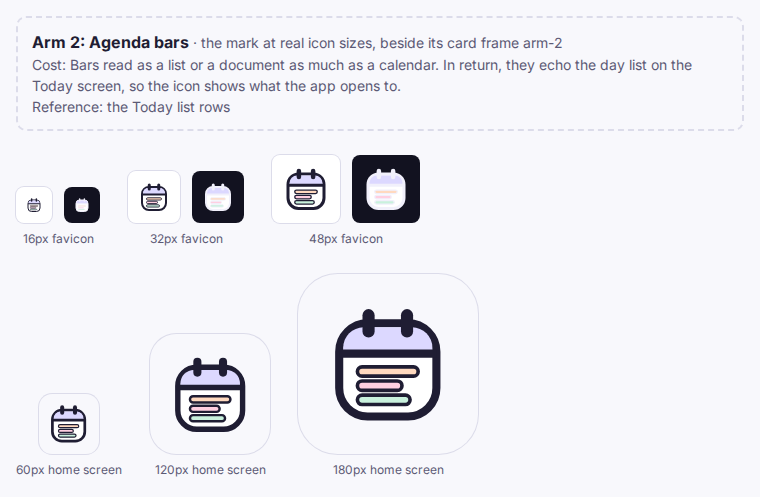 Arm 2: Agenda bars · the mark at real icon sizes, beside its card frame arm-2
Cost: Bars read as a list or a document as much as a calendar. In return, they echo the day list on the
Today screen, so the icon shows what the app opens to.
Reference: the Today list rows
16px favicon
32px favicon
48px favicon
60px home screen
120px home screen
180px home screen